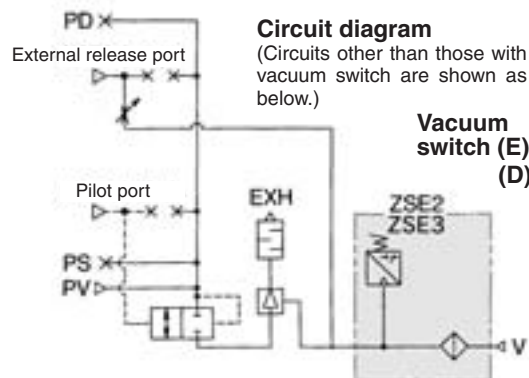 PD
Circuit diagram
(Circuits other than those with
vacuum switch are shown as
below.)
External release port
Vacuum
switch (E)
(D)
Pilot port
EXH
ZSE2
ZSE3
PS
PV
V